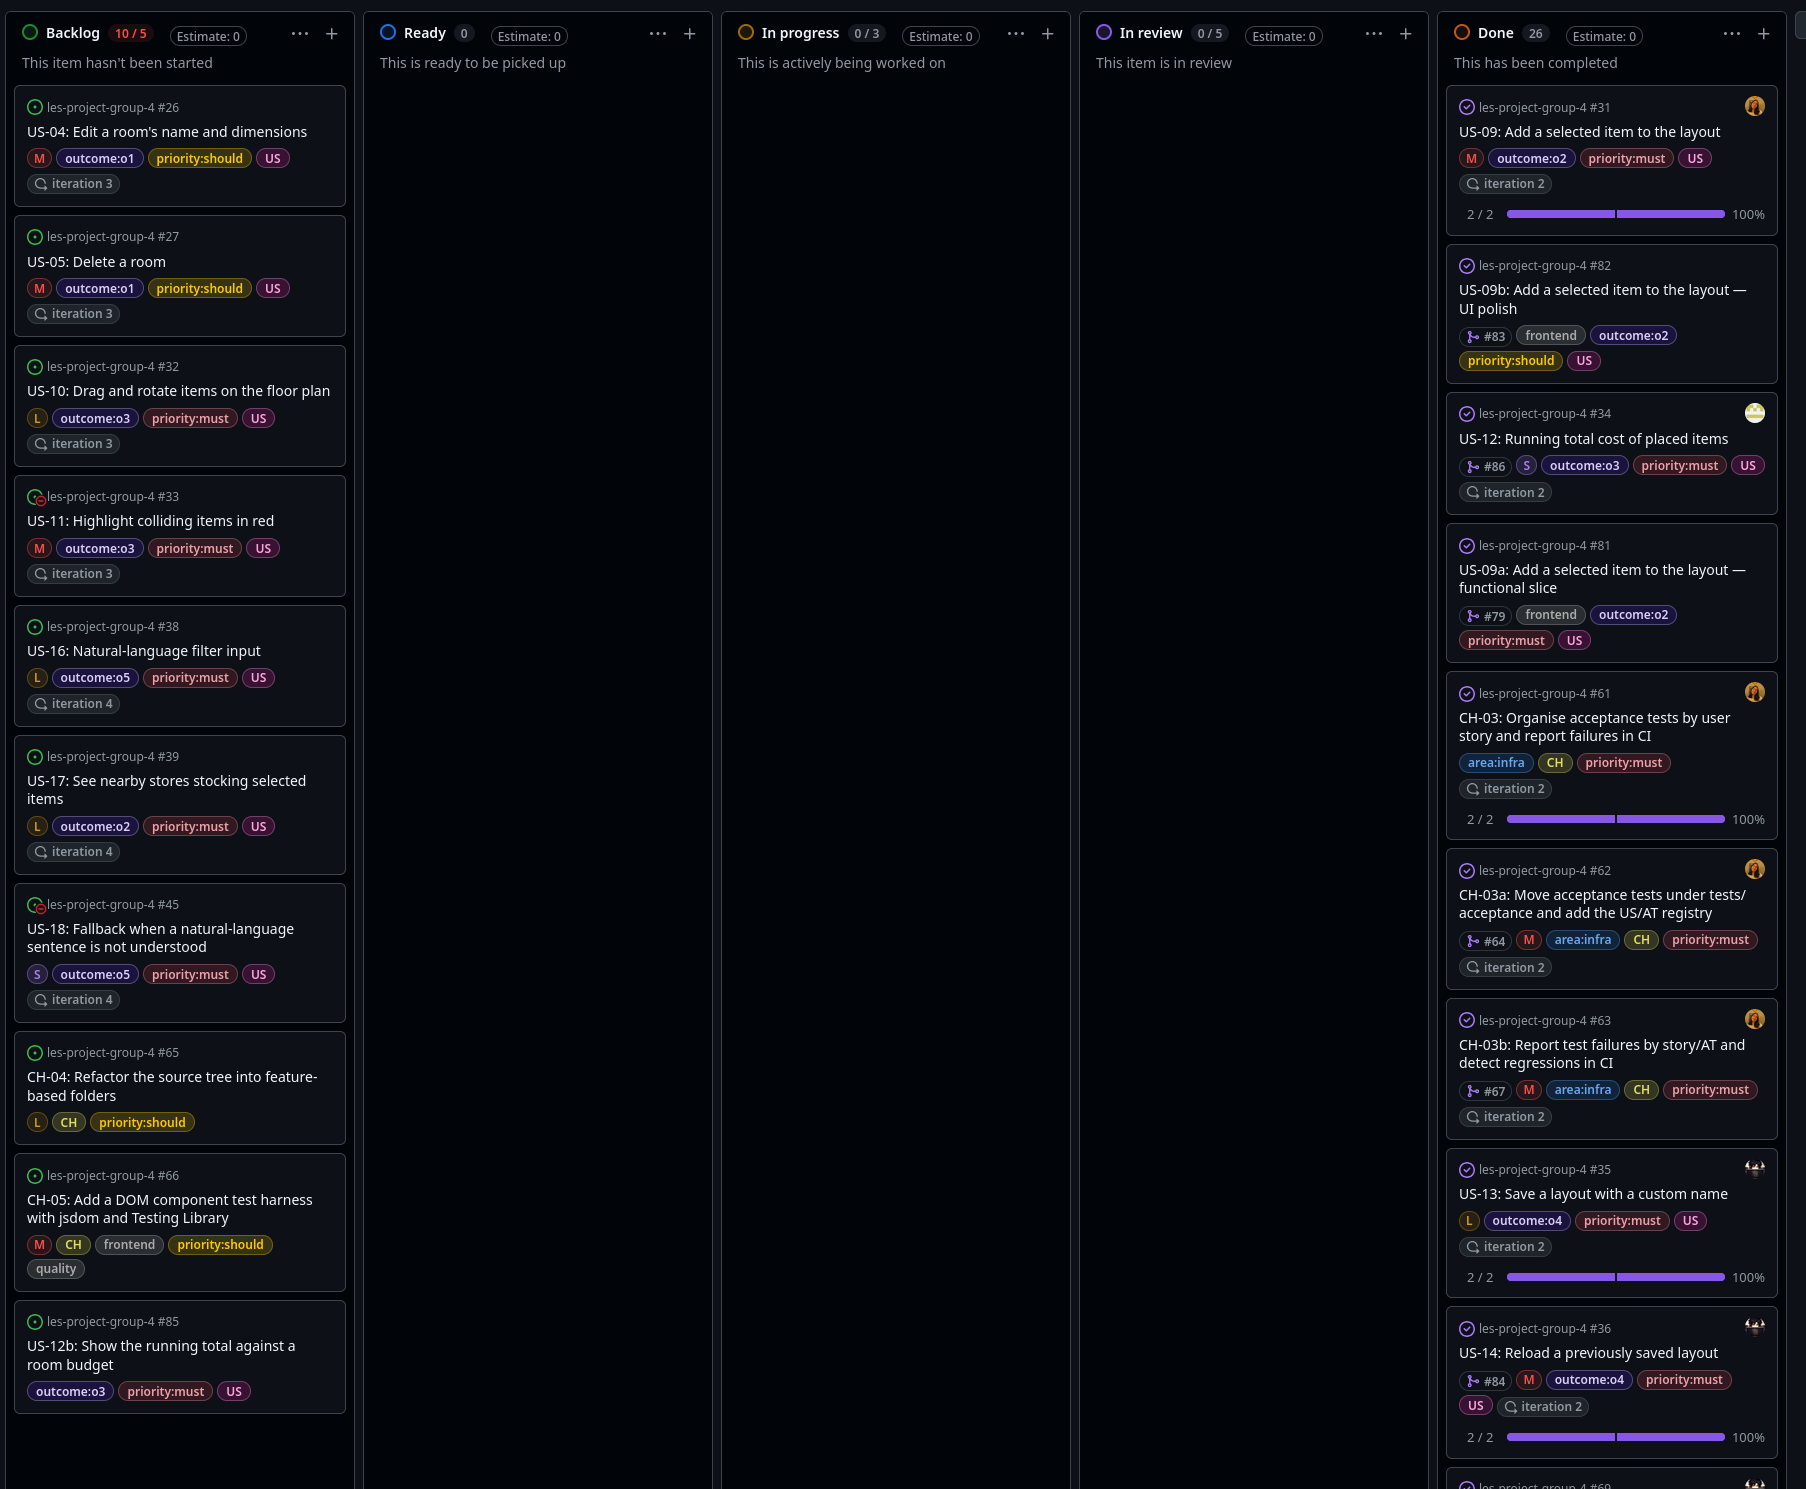 Backlog 10 / 5 Estimate: 0
This item hasn't been started
les-project-group-4 #26
US-04: Edit a room's name and dimensions
M outcome:o1 priority:should US
iteration 3
les-project-group-4 #27
US-05: Delete a room
M outcome:o1 priority:should US
iteration 3
les-project-group-4 #32
US-10: Drag and rotate items on the floor plan
L outcome:o3 priority:must US
iteration 3
les-project-group-4 #33
US-11: Highlight colliding items in red
M outcome:o3 priority:must US
iteration 3
les-project-group-4 #38
US-16: Natural-language filter input
L outcome:o5 priority:must US
iteration 4
les-project-group-4 #39
US-17: See nearby stores stocking selected
items
L outcome:o2 priority:must US
iteration 4
les-project-group-4 #45
US-18: Fallback when a natural-language
sentence is not understood
S outcome:o5 priority:must US
iteration 4
les-project-group-4 #65
CH-04: Refactor the source tree into feature-
based folders
L CH priority:should
les-project-group-4 #66
CH-05: Add a DOM component test harness
with jsdom and Testing Library
M CH frontend priority:should
quality
les-project-group-4 #85
US-12b: Show the running total against a
room budget
outcome:o3 priority:must US
Ready 0 Estimate: 0
This is ready to be picked up
In progress 0 / 3 Estimate: 0
This is actively being worked on
In review 0 / 5 Estimate: 0
This item is in review
Done 26 Estimate: 0
This has been completed
les-project-group-4 #31
US-09: Add a selected item to the layout
M outcome:o2 priority:must US
iteration 2
2 / 2 100%
les-project-group-4 #82
US-09b: Add a selected item to the layout —
UI polish
#83 frontend outcome:o2
priority:should US
les-project-group-4 #34
US-12: Running total cost of placed items
#86 S outcome:o3 priority:must US
iteration 2
les-project-group-4 #81
US-09a: Add a selected item to the layout —
functional slice
#79 frontend outcome:o2
priority:must US
les-project-group-4 #61
CH-03: Organise acceptance tests by user
story and report failures in CI
area:infra CH priority:must
iteration 2
2 / 2 100%
les-project-group-4 #62
CH-03a: Move acceptance tests under tests/
acceptance and add the US/AT registry
#64 M area:infra CH priority:must
iteration 2
les-project-group-4 #63
CH-03b: Report test failures by story/AT and
detect regressions in CI
#67 M area:infra CH priority:must
iteration 2
les-project-group-4 #35
US-13: Save a layout with a custom name
L outcome:o4 priority:must US
iteration 2
2 / 2 100%
les-project-group-4 #36
US-14: Reload a previously saved layout
#84 M outcome:o4 priority:must
US iteration 2
2 / 2 100%
les-project-group-4 #69